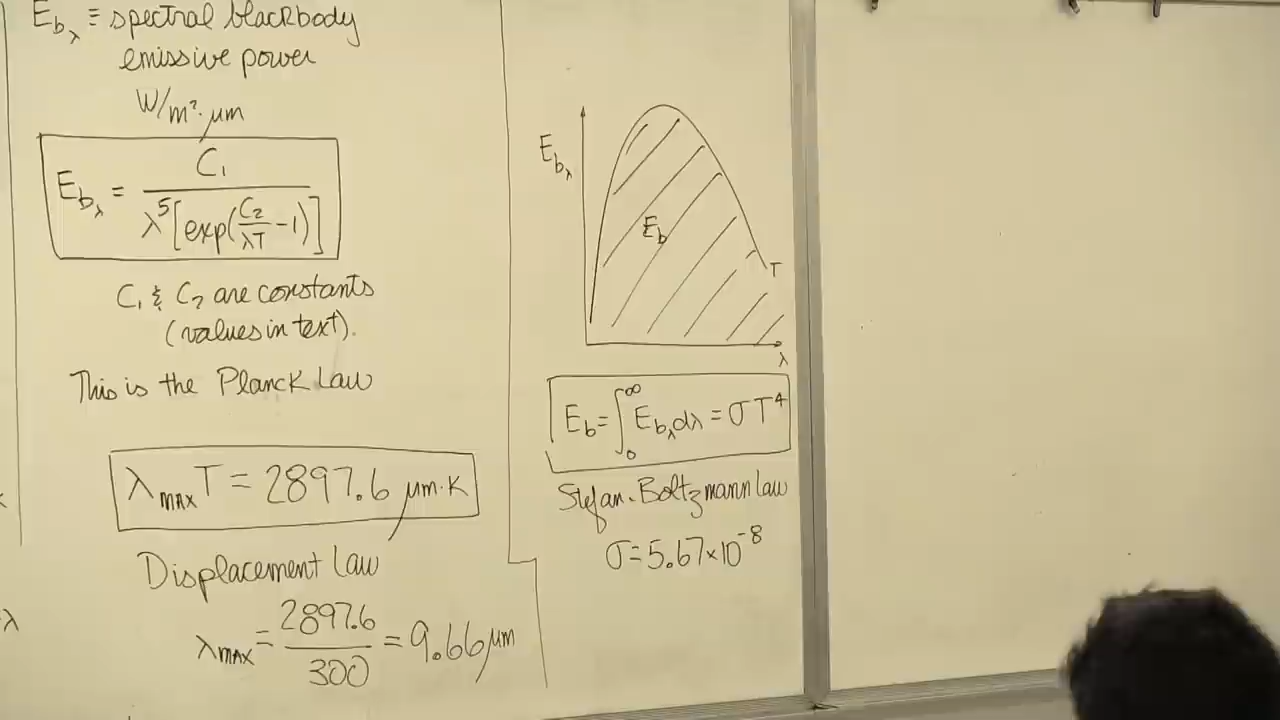 E_bλ ≡ spectral blackbody
emissive power
W/m²·μm
E_bλ = C₁ / λ⁵[exp(C₂/λT −1)]
C₁ & C₂ are constants
(values in text).
This is the Planck Law
λ_MAX T = 2897.6 μm·K
Displacement Law
λ_MAX = 2897.6 / 300 = 9.66 μm
E_bλ
E_b
T
λ
E_b = ∫₀^∞ E_bλ dλ = σT⁴
Stefan-Boltzmann Law
σ = 5.67×10⁻⁸
λ